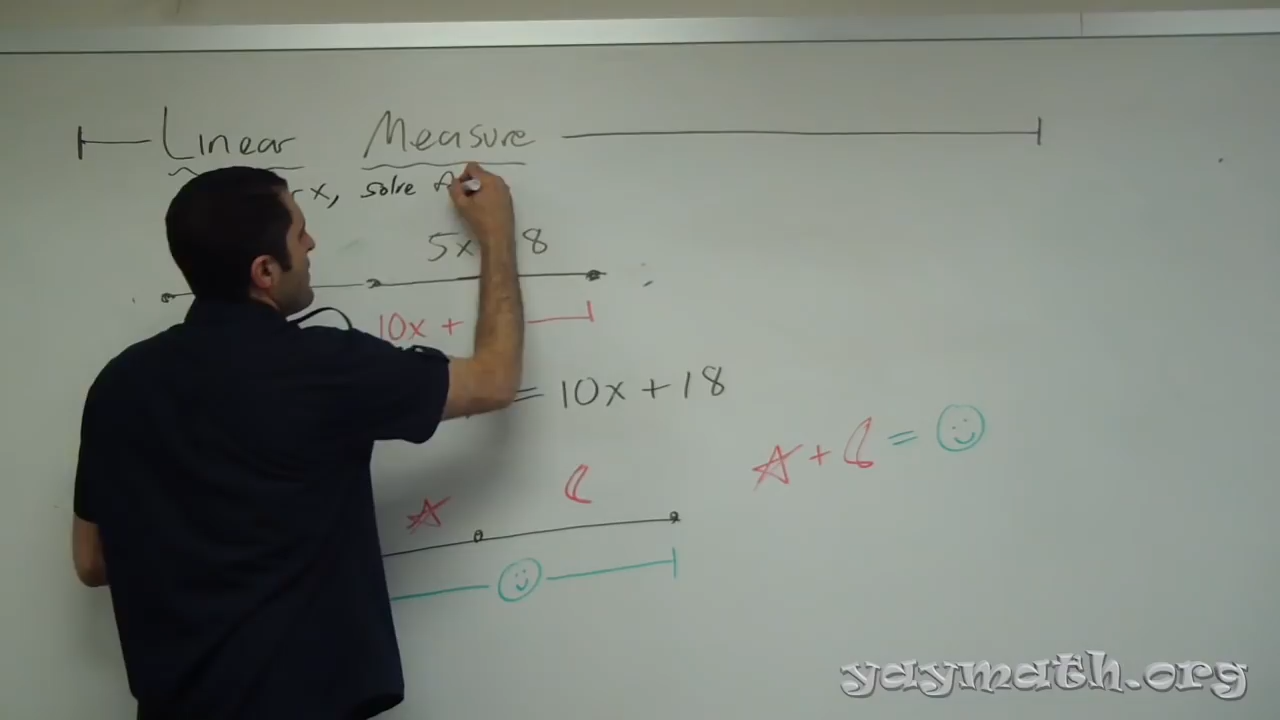 Linear Measure
x, solve
5x 8
10x +
= 10x + 18
+ =
yaymath.org